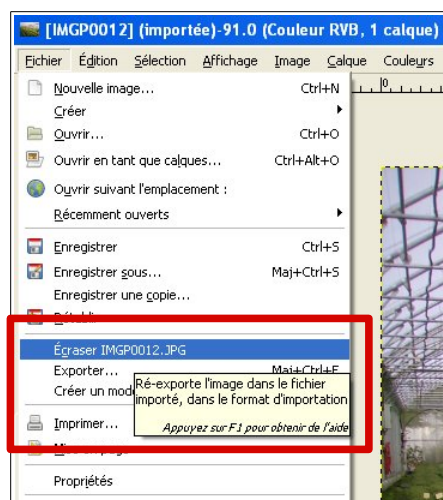 [IMGP0012] (importée)-91.0 (Couleur RVB, 1 calque)
Fichier Édition Sélection Affichage Image Calque Couleurs
Nouvelle image... Ctrl+N
Créer
Ouvrir... Ctrl+O
Ouvrir en tant que calques... Ctrl+Alt+O
Ouvrir suivant l'emplacement :
Récemment ouverts
Enregistrer Ctrl+S
Enregistrer sous... Maj+Ctrl+S
Enregistrer une copie...
Écraser IMGP0012.JPG
Exporter... Maj+Ctrl+E
Créer un mod
Ré-exporte l'image dans le fichier
importé, dans le format d'importation
Appuyez sur F1 pour obtenir de l'aide
Imprimer...
Propriétés